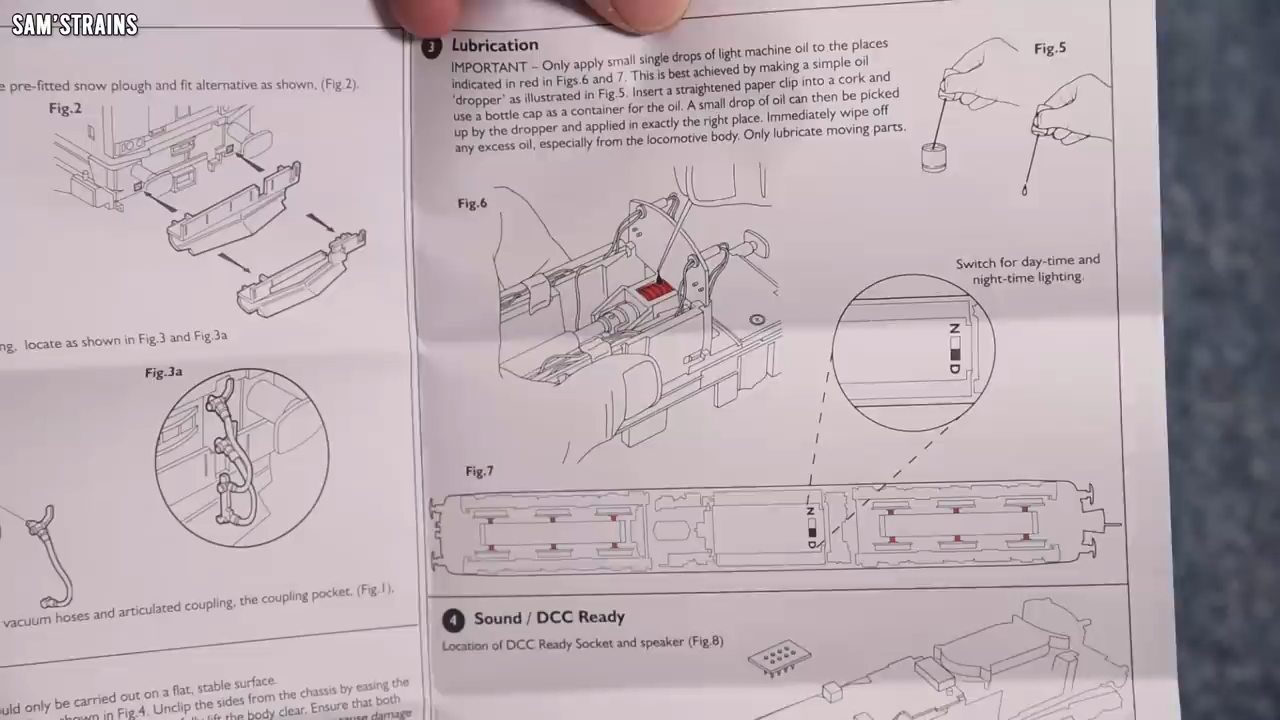 SAM'STRAINS
e pre-fitted snow plough and fit alternative as shown, (Fig.2).
Fig.2
ng, locate as shown in Fig.3 and Fig.3a
Fig.3a
vacuum hoses and articulated coupling, the coupling pocket, (Fig.1),
uld only be carried out on a flat, stable surface.
shown in Fig.4. Unclip the sides from the chassis by easing the
lift the body clear. Ensure that both
damage
3 Lubrication
IMPORTANT – Only apply small single drops of light machine oil to the places
indicated in red in Figs.6 and 7. This is best achieved by making a simple oil
'dropper' as illustrated in Fig.5. Insert a straightened paper clip into a cork and
use a bottle cap as a container for the oil. A small drop of oil can then be picked
up by the dropper and applied in exactly the right place. Immediately wipe off
any excess oil, especially from the locomotive body. Only lubricate moving parts.
Fig.5
Fig.6
Switch for day-time and
night-time lighting.
N
D
Fig.7
N
D
4 Sound / DCC Ready
Location of DCC Ready Socket and speaker (Fig.8)